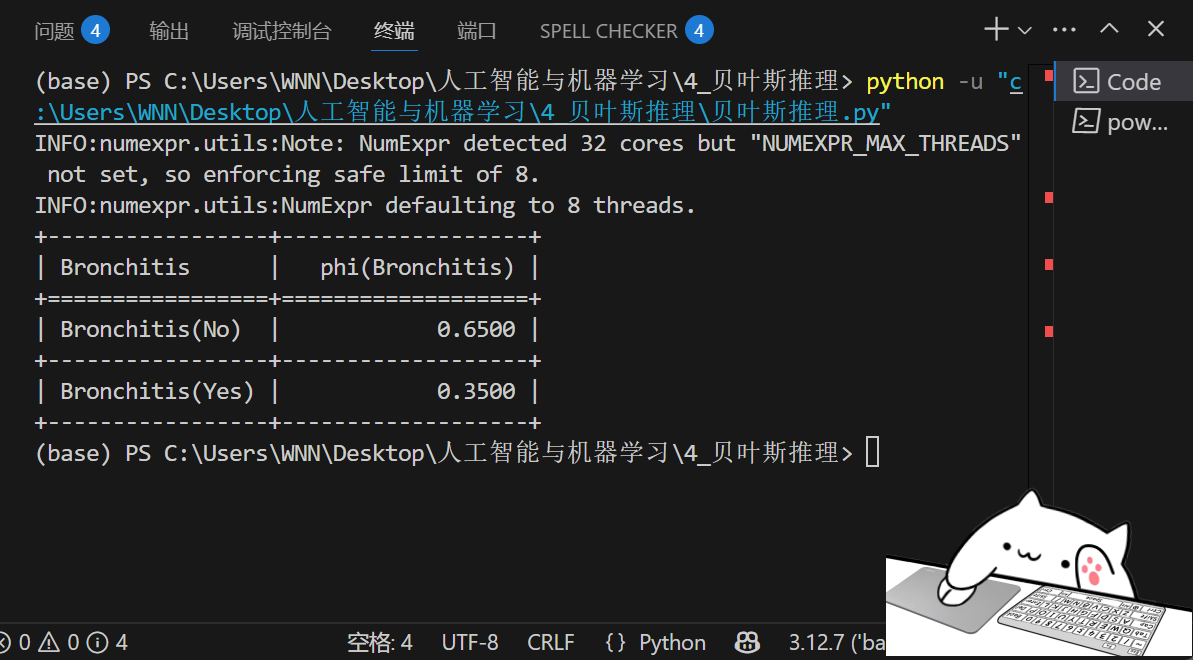 问题 4 输出 调试控制台 终端 端口 SPELL CHECKER 4
(base) PS C:\Users\WNN\Desktop\人工智能与机器学习\4_贝叶斯推理> python -u "c
:\Users\WNN\Desktop\人工智能与机器学习\4_贝叶斯推理\贝叶斯推理.py"
INFO:numexpr.utils:Note: NumExpr detected 32 cores but "NUMEXPR_MAX_THREADS"
 not set, so enforcing safe limit of 8.
INFO:numexpr.utils:NumExpr defaulting to 8 threads.
+-----------------+-------------------+
| Bronchitis      |   phi(Bronchitis) |
+=================+===================+
| Bronchitis(No)  |            0.6500 |
+-----------------+-------------------+
| Bronchitis(Yes) |            0.3500 |
+-----------------+-------------------+
(base) PS C:\Users\WNN\Desktop\人工智能与机器学习\4_贝叶斯推理>
Code
pow...
0 0 4 空格: 4 UTF-8 CRLF {} Python 3.12.7 ('ba